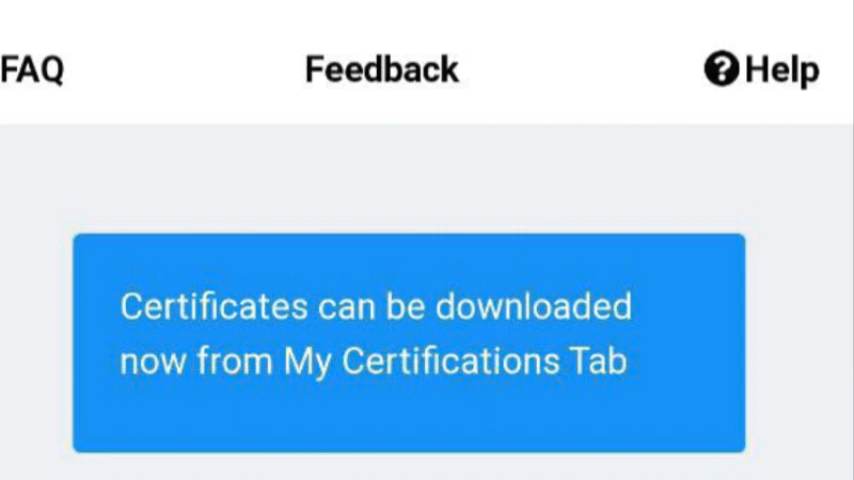 FAQ Feedback Help
Certificates can be downloaded
now from My Certifications Tab